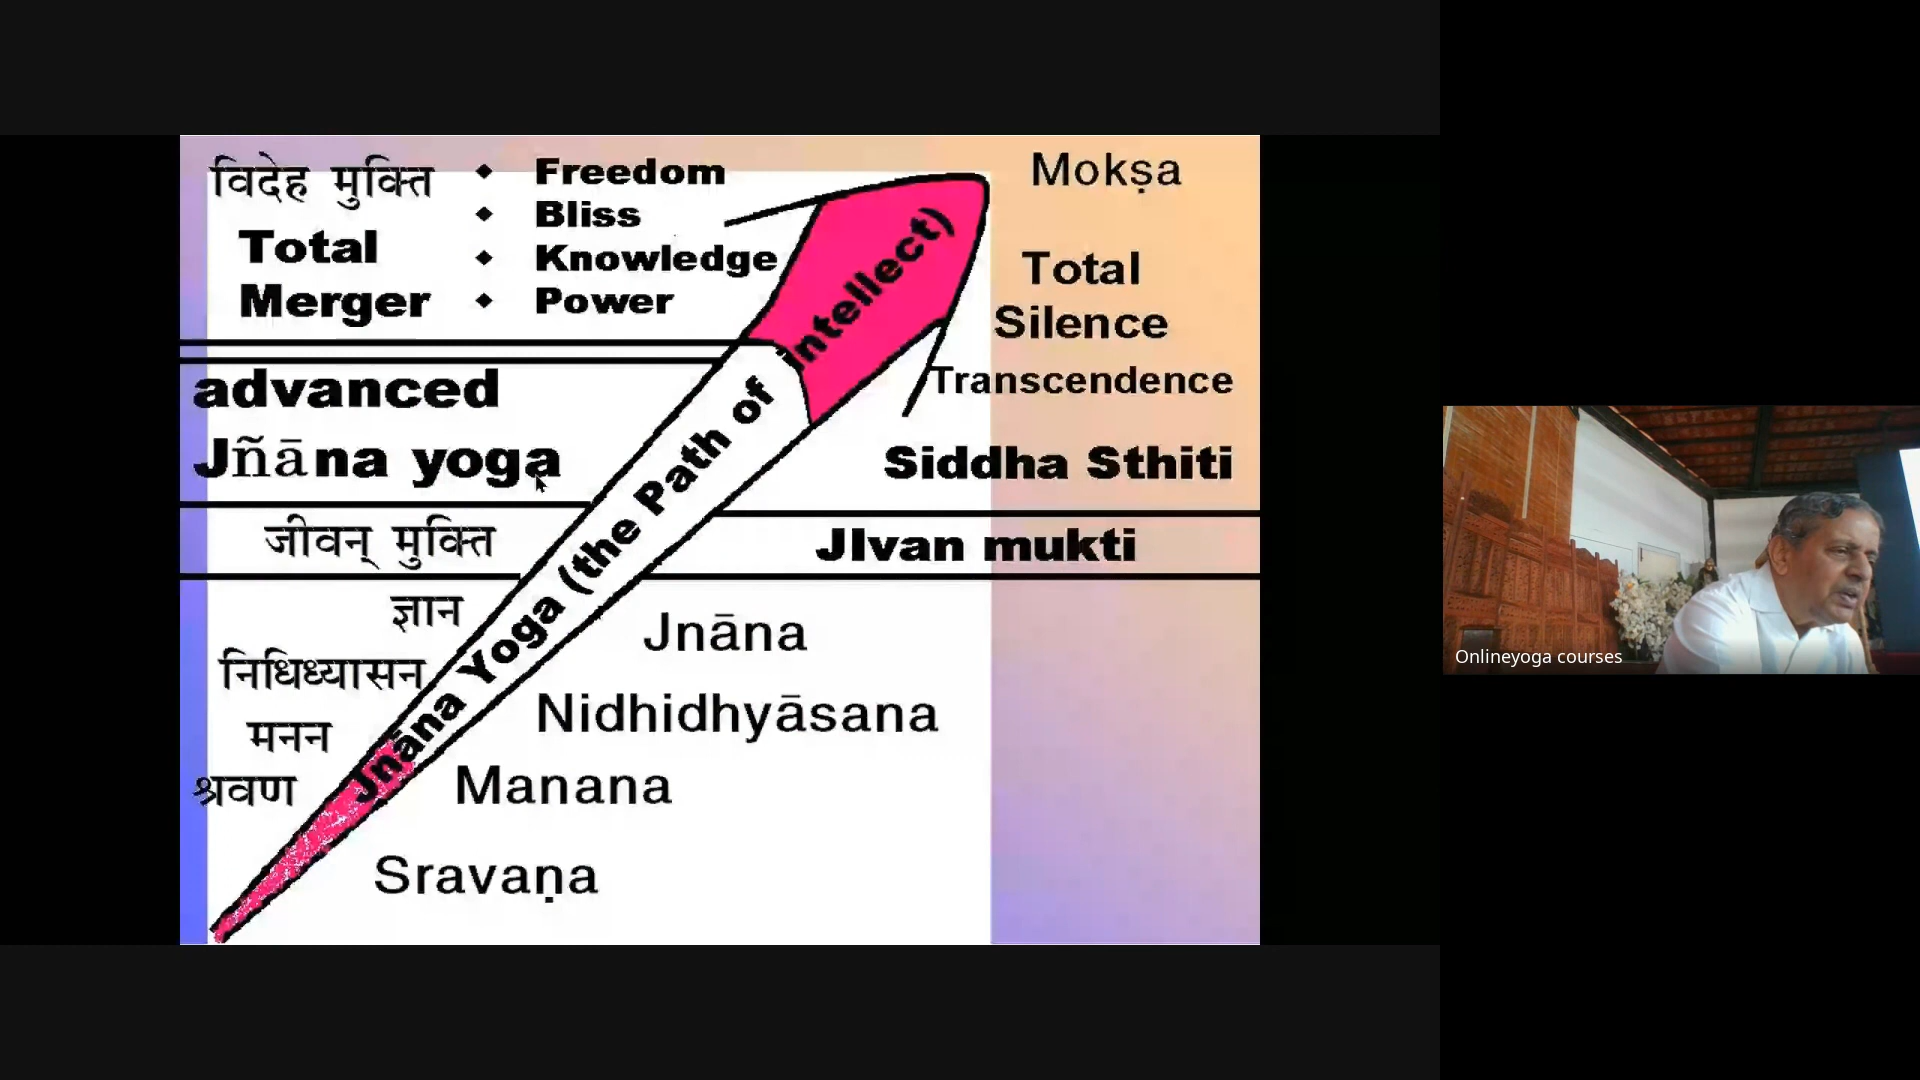 विदेह मुक्ति
Total
Merger
Freedom
Bliss
Knowledge
Power
Mokṣa
Total
Silence
Transcendence
Siddha Sthiti
advanced
Jñāna yoga
जीवन् मुक्ति
JIvan mukti
Jnāna Yoga (the Path of intellect)
ज्ञान
Jnāna
निधिध्यासन
Nidhidhyāsana
मनन
Manana
श्रवण
Sravaṇa
Onlineyoga courses